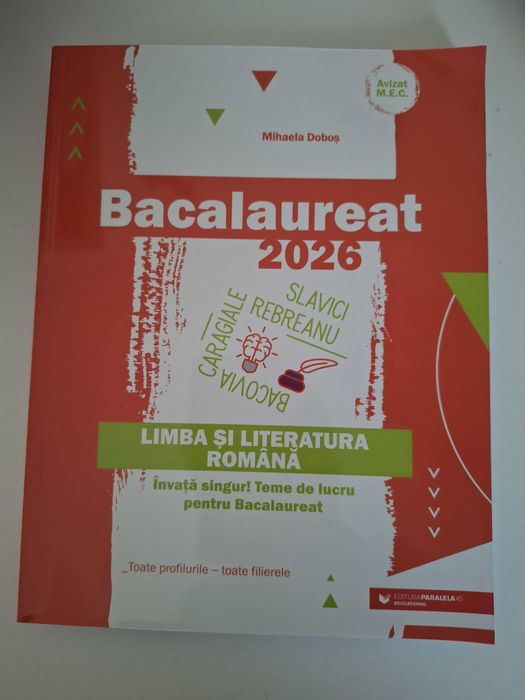 Avizat
M.E.C.
Mihaela Doboș
Bacalaureat
2026
SLAVICI
REBREANU
CARAGIALE
BACOVIA
LIMBA ȘI LITERATURA
ROMÂNĂ
Învață singur! Teme de lucru
pentru Bacalaureat
_Toate profilurile – toate filierele
EDITURA PARALELA 45
EDUCAȚIONAL